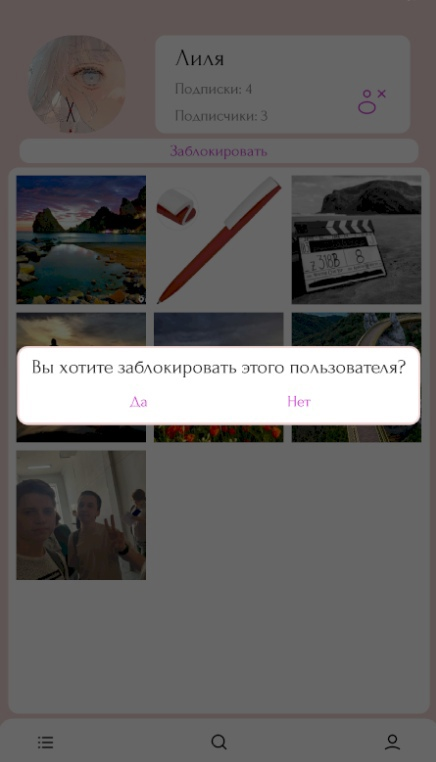 Лиля
Подписки: 4
Подписчики: 3
Заблокировать
Вы хотите заблокировать этого пользователя?
Да
Нет